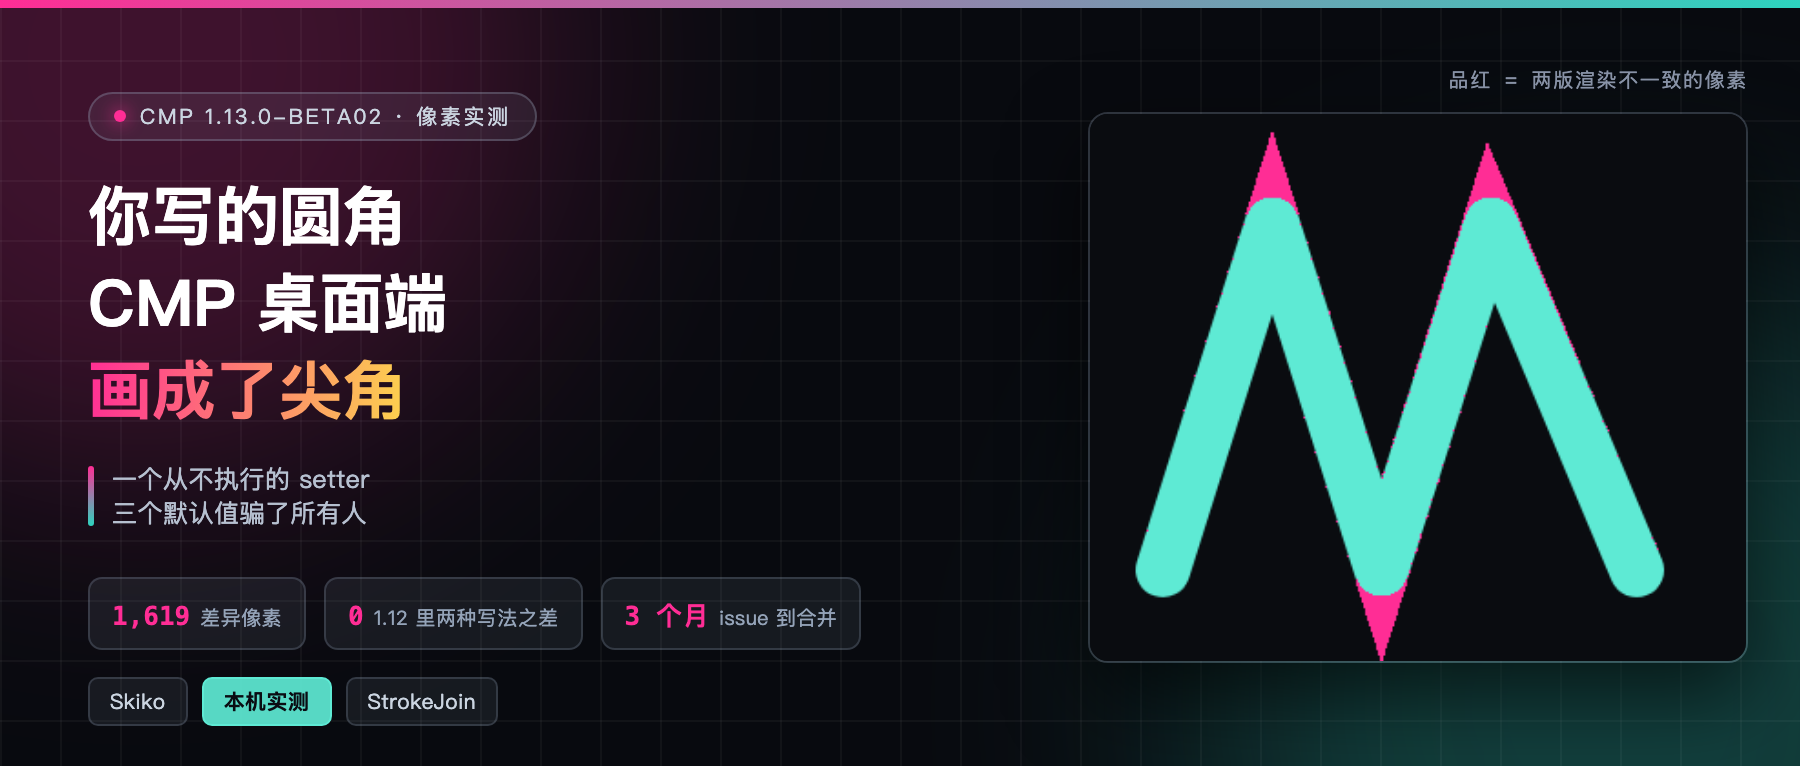 CMP 1.13.0-BETA02 · 像素实测
你写的圆角
CMP 桌面端
画成了尖角
一个从不执行的 setter
三个默认值骗了所有人
1,619 差异像素
0 1.12 里两种写法之差
3 个月 issue 到合并
Skiko
本机实测
StrokeJoin
品红 = 两版渲染不一致的像素